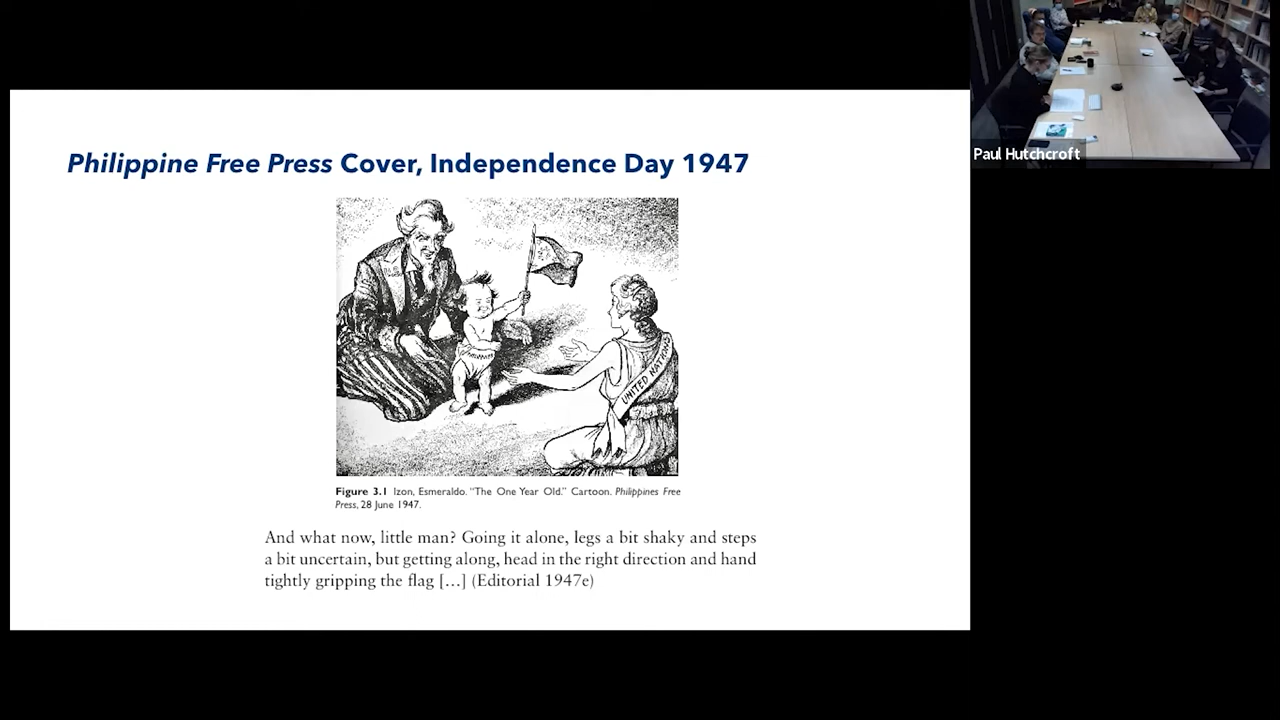 Philippine Free Press Cover, Independence Day 1947
UNITED NATION
Figure 3.1 Izon, Esmeraldo. “The One Year Old.” Cartoon. Philippines Free
Press, 28 June 1947.
And what now, little man? Going it alone, legs a bit shaky and steps
a bit uncertain, but getting along, head in the right direction and hand
tightly gripping the flag […] (Editorial 1947e)
Paul Hutchcroft